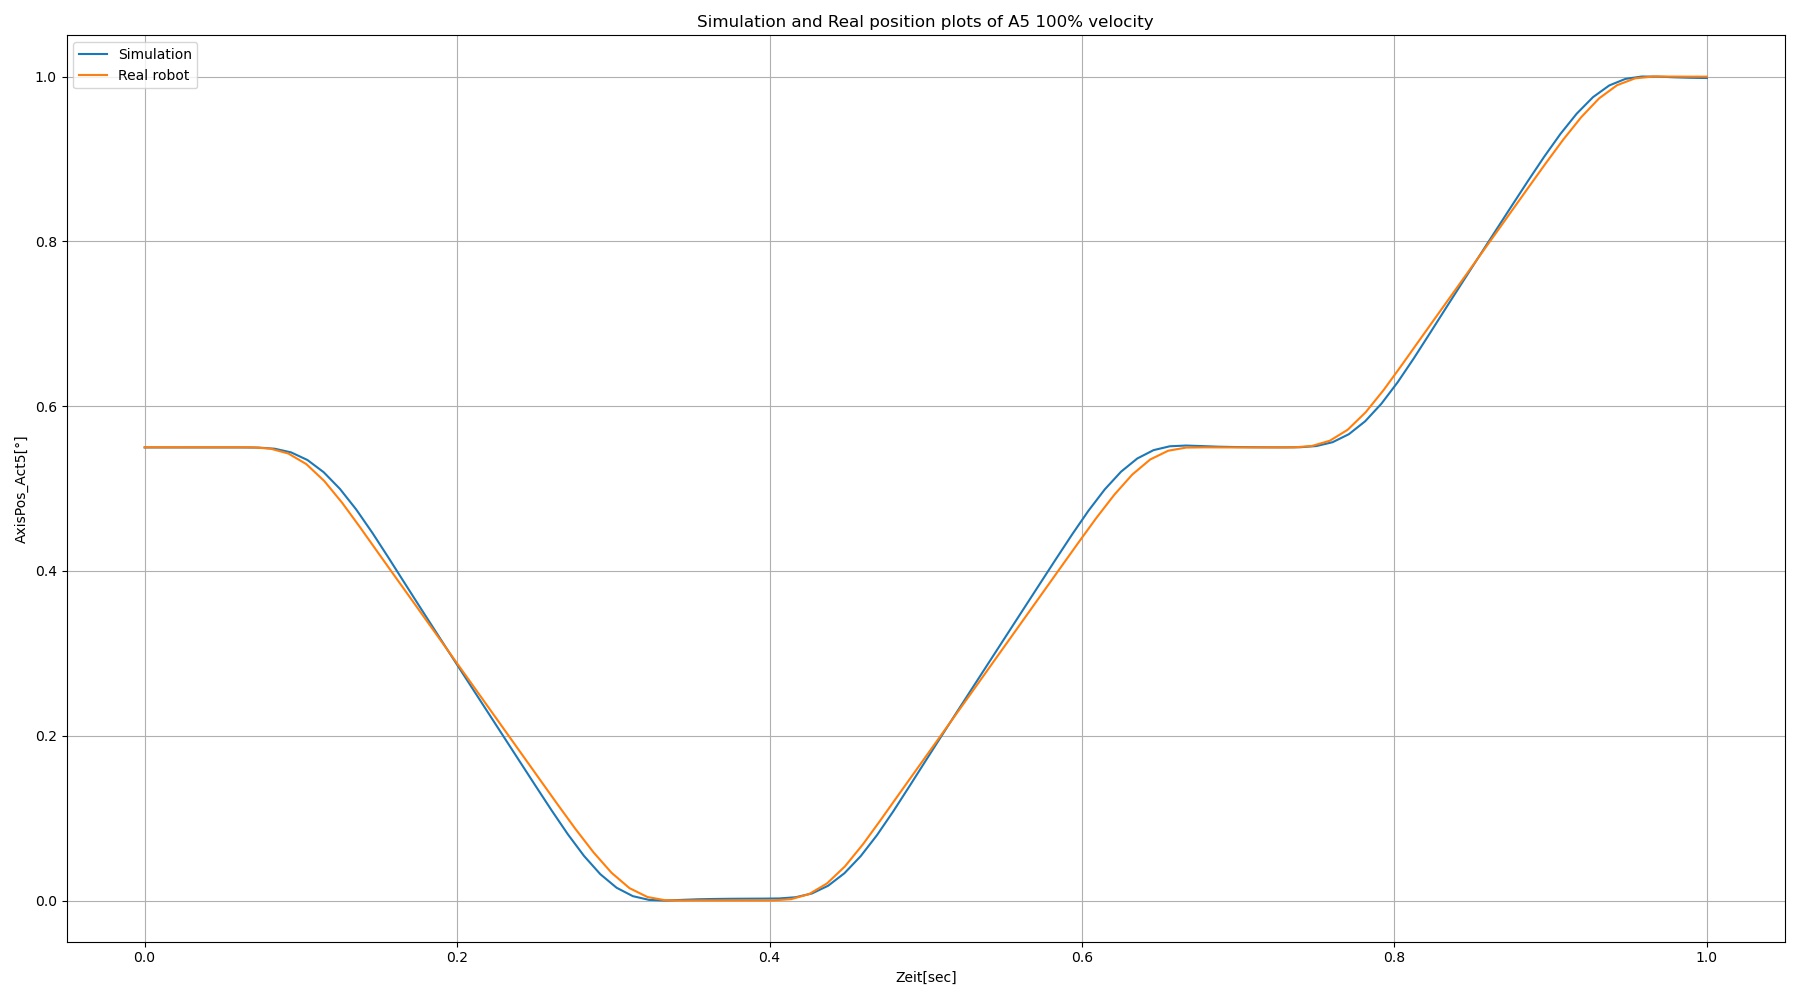 Simulation and Real position plots of A5 100% velocity
Simulation
Real robot
1.0
0.8
0.6
0.4
0.2
0.0
AxisPos_Act5[°]
0.0 0.2 0.4 0.6 0.8 1.0
Zeit[sec]